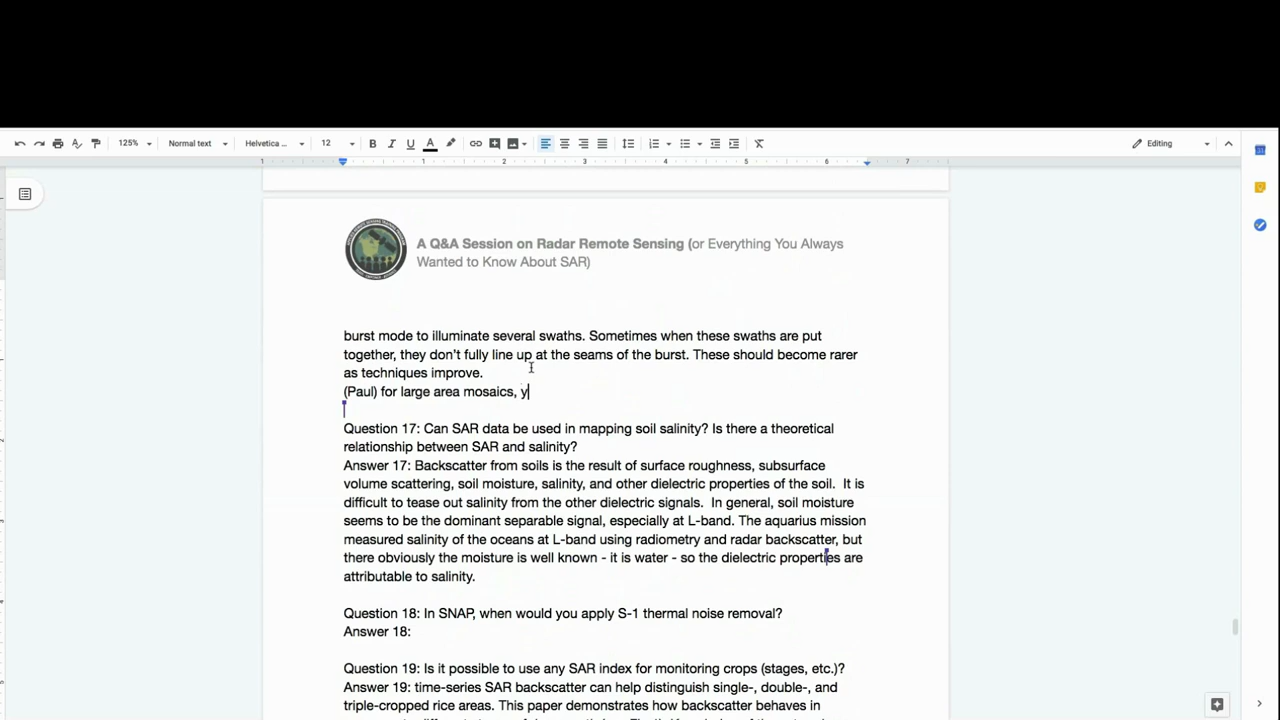 125% Normal text Helvetica ... 12 Editing
1 1 2 3 4 5 6 7
A Q&A Session on Radar Remote Sensing (or Everything You Always
Wanted to Know About SAR)
burst mode to illuminate several swaths. Sometimes when these swaths are put
together, they don't fully line up at the seams of the burst. These should become rarer
as techniques improve.
(Paul) for large area mosaics, y
Question 17: Can SAR data be used in mapping soil salinity? Is there a theoretical
relationship between SAR and salinity?
Answer 17: Backscatter from soils is the result of surface roughness, subsurface
volume scattering, soil moisture, salinity, and other dielectric properties of the soil. It is
difficult to tease out salinity from the other dielectric signals. In general, soil moisture
seems to be the dominant separable signal, especially at L-band. The aquarius mission
measured salinity of the oceans at L-band using radiometry and radar backscatter, but
there obviously the moisture is well known - it is water - so the dielectric properties are
attributable to salinity.
Question 18: In SNAP, when would you apply S-1 thermal noise removal?
Answer 18:
Question 19: Is it possible to use any SAR index for monitoring crops (stages, etc.)?
Answer 19: time-series SAR backscatter can help distinguish single-, double-, and
triple-cropped rice areas. This paper demonstrates how backscatter behaves in